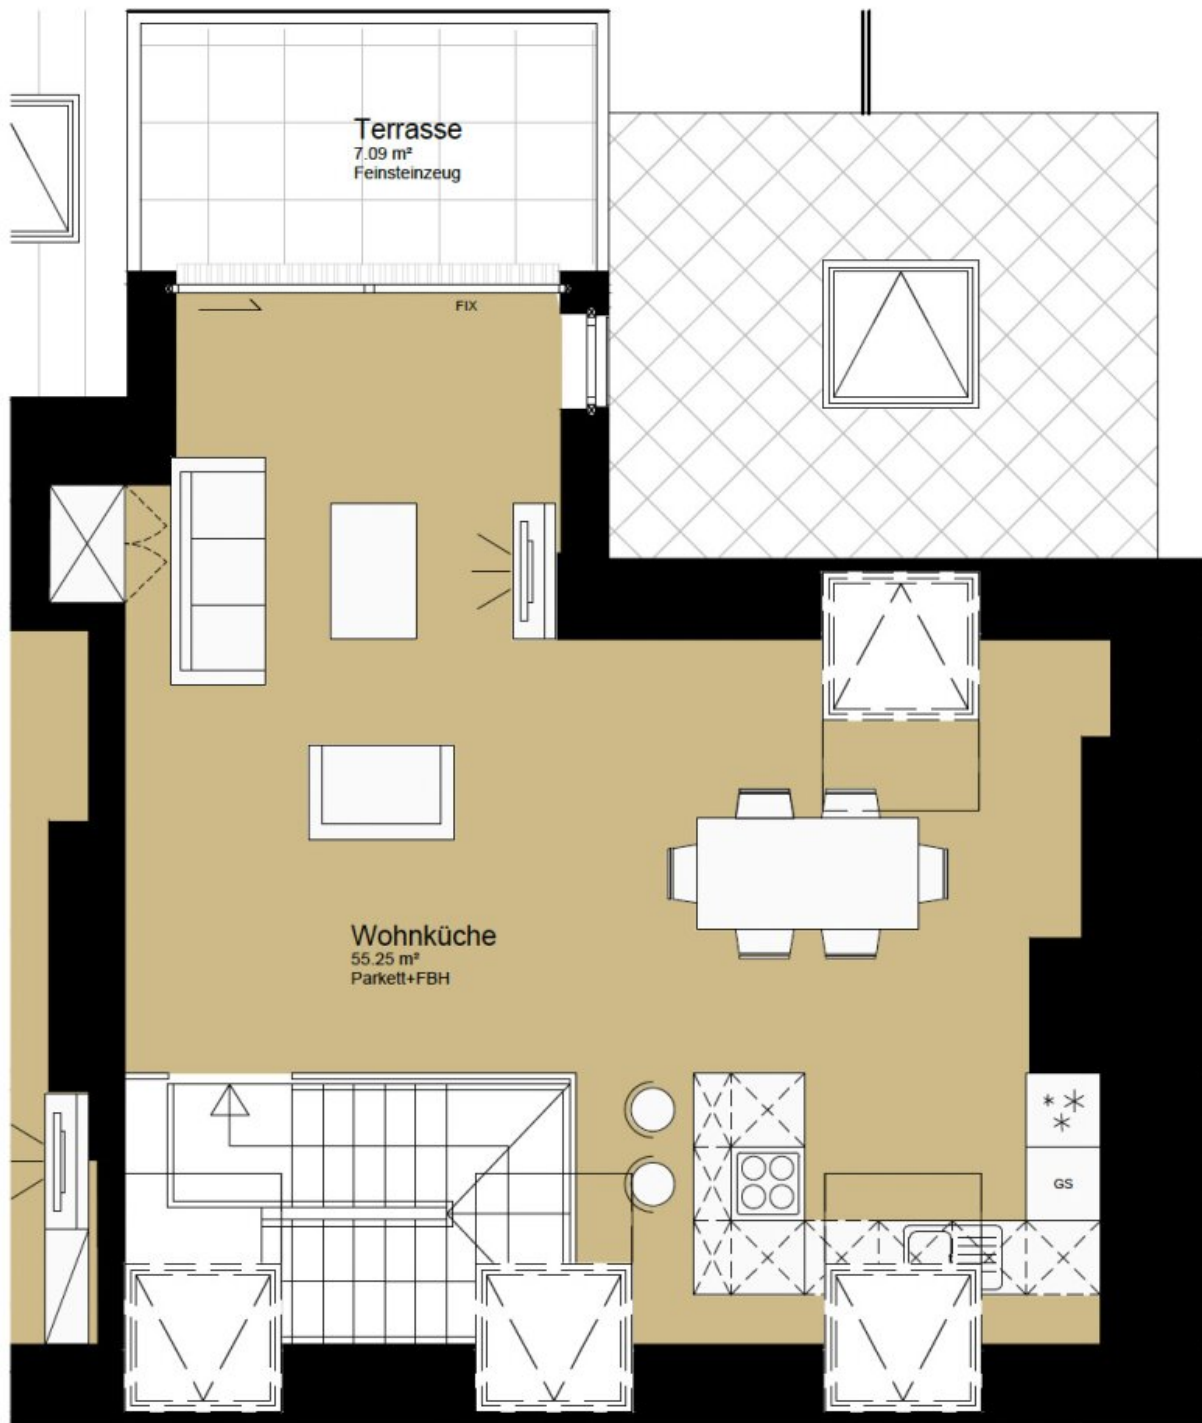 Terrasse
7.09 m²
Feinsteinzeug
FIX
Wohnküche
55.25 m²
Parkett+FBH
GS